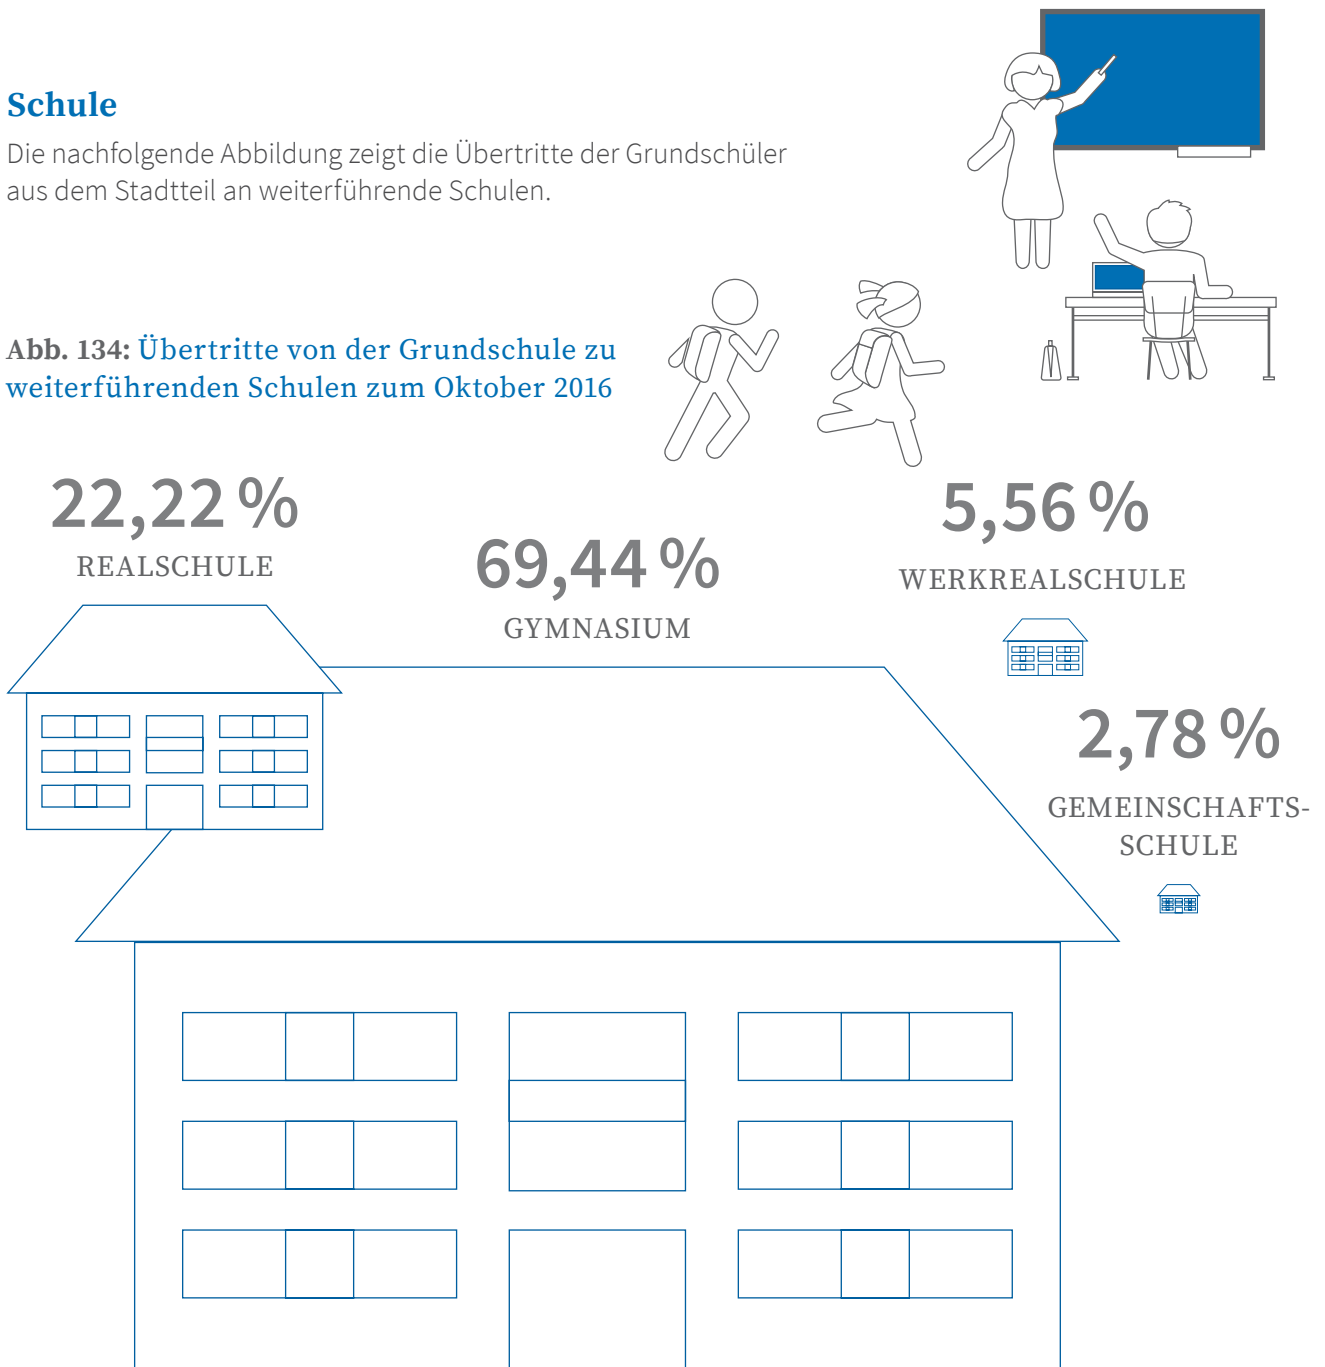 Schule
Die nachfolgende Abbildung zeigt die Übertritte der Grundschüler
aus dem Stadtteil an weiterführende Schulen.
Abb. 134: Übertritte von der Grundschule zu
weiterführenden Schulen zum Oktober 2016
22,22 %
REALSCHULE
69,44 %
GYMNASIUM
5,56 %
WERKREALSCHULE
2,78 %
GEMEINSCHAFTS-
SCHULE